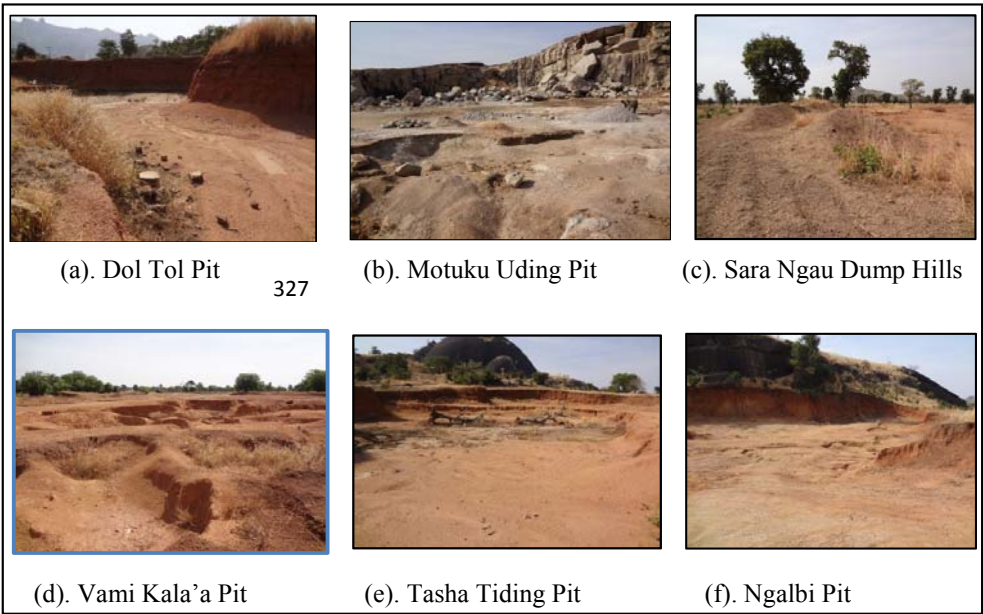 (a). Dol Tol Pit (b). Motuku Uding Pit (c). Sara Ngau Dump Hills
327
(d). Vami Kala’a Pit (e). Tasha Tiding Pit (f). Ngalbi Pit